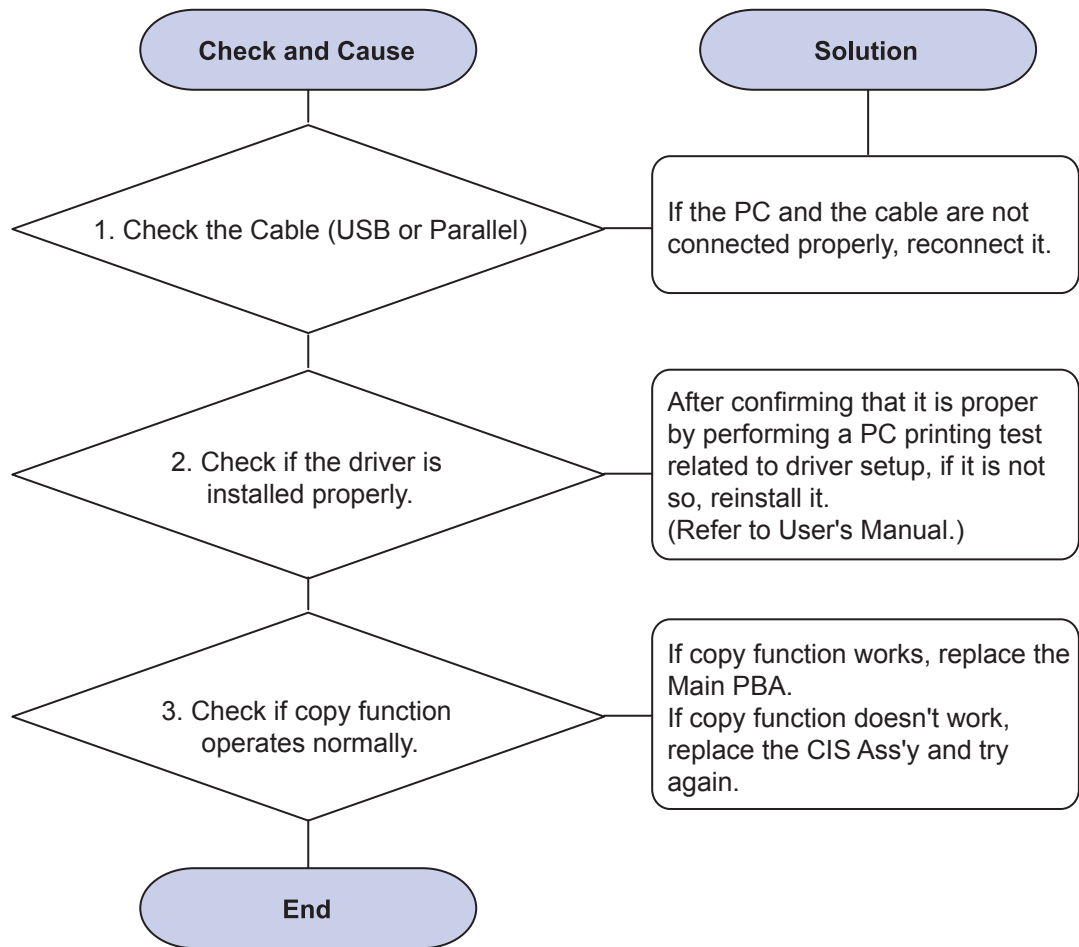 Check and Cause
Solution
1. Check the Cable (USB or Parallel)
If the PC and the cable are not
connected properly, reconnect it.
2. Check if the driver is
installed properly.
After confirming that it is proper
by performing a PC printing test
related to driver setup, if it is not
so, reinstall it.
(Refer to User's Manual.)
3. Check if copy function
operates normally.
If copy function works, replace the
Main PBA.
If copy function doesn't work,
replace the CIS Ass'y and try
again.
End